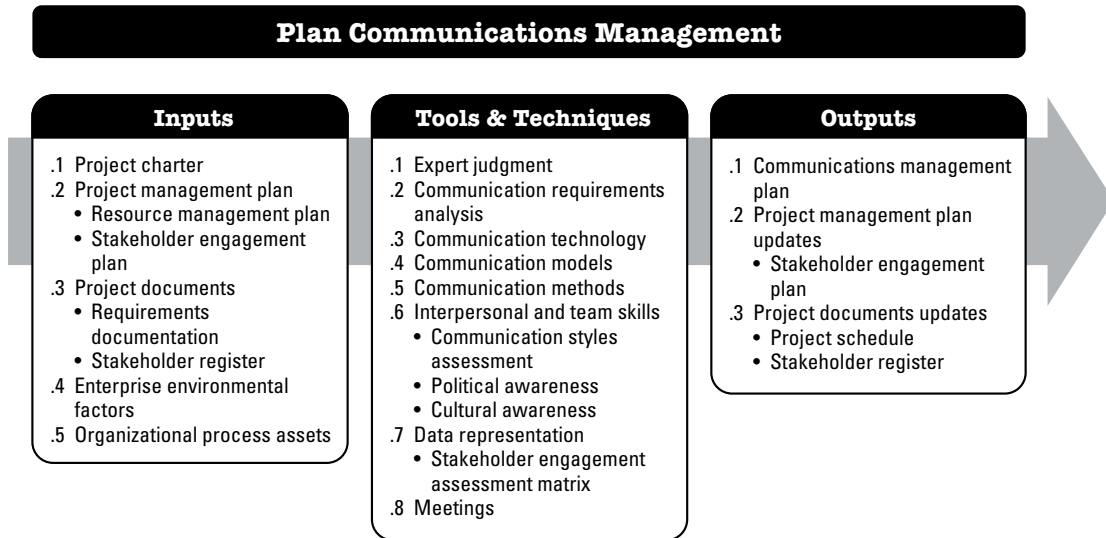 Plan Communications Management
Inputs
.1 Project charter
.2 Project management plan
• Resource management plan
• Stakeholder engagement
plan
.3 Project documents
• Requirements
documentation
• Stakeholder register
.4 Enterprise environmental
factors
.5 Organizational process assets
Tools & Techniques
.1 Expert judgment
.2 Communication requirements
analysis
.3 Communication technology
.4 Communication models
.5 Communication methods
.6 Interpersonal and team skills
• Communication styles
assessment
• Political awareness
• Cultural awareness
.7 Data representation
• Stakeholder engagement
assessment matrix
.8 Meetings
Outputs
.1 Communications management
plan
.2 Project management plan
updates
• Stakeholder engagement
plan
.3 Project documents updates
• Project schedule
• Stakeholder register